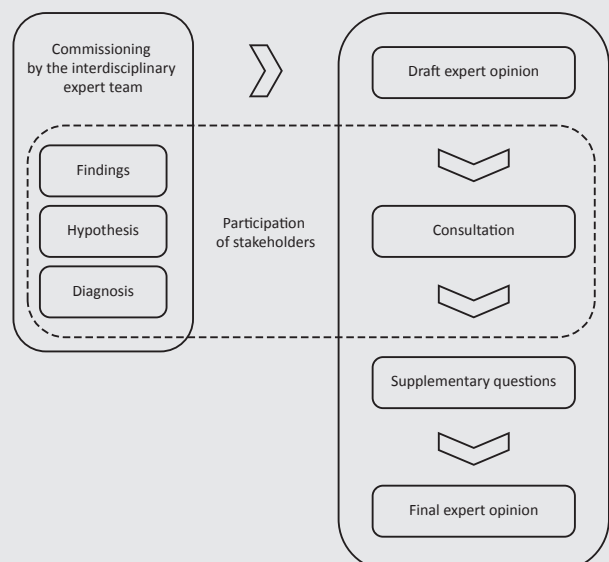 Commissioning
by the interdisciplinary
expert team
Findings
Hypothesis
Diagnosis
Participation
of stakeholders
Draft expert opinion
Consultation
Supplementary questions
Final expert opinion